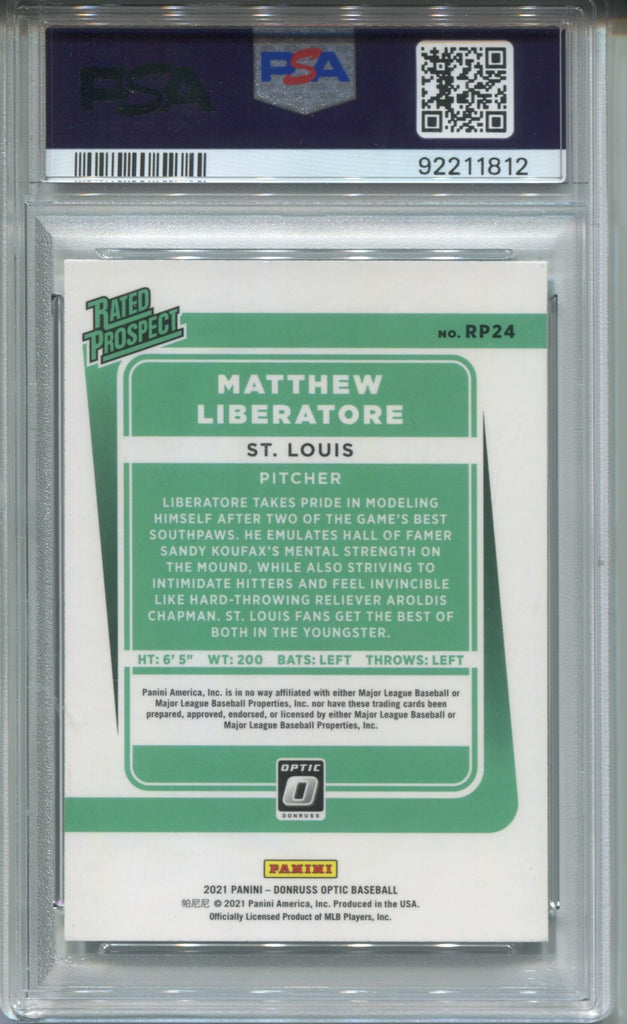 PSA
PSA
92211812
RATED
PROSPECT
NO. RP24
MATTHEW
LIBERATORE
ST. LOUIS
PITCHER
LIBERATORE TAKES PRIDE IN MODELING
HIMSELF AFTER TWO OF THE GAME'S BEST
SOUTHPAWS. HE EMULATES HALL OF FAMER
SANDY KOUFAX'S MENTAL STRENGTH ON
THE MOUND, WHILE ALSO STRIVING TO
INTIMIDATE HITTERS AND FEEL INVINCIBLE
LIKE HARD-THROWING RELIEVER AROLDIS
CHAPMAN. ST. LOUIS FANS GET THE BEST OF
BOTH IN THE YOUNGSTER.
HT: 6' 5" WT: 200 BATS: LEFT THROWS: LEFT
Panini America, Inc. is in no way affiliated with either Major League Baseball or
Major League Baseball Properties, Inc. nor have these trading cards been
prepared, approved, endorsed, or licensed by either Major League Baseball or
Major League Baseball Properties, Inc.
OPTIC
O
DONRUSS
PANINI
2021 PANINI – DONRUSS OPTIC BASEBALL
帕尼尼 © 2021 Panini America, Inc. Produced in the USA.
Officially Licensed Product of MLB Players, Inc.